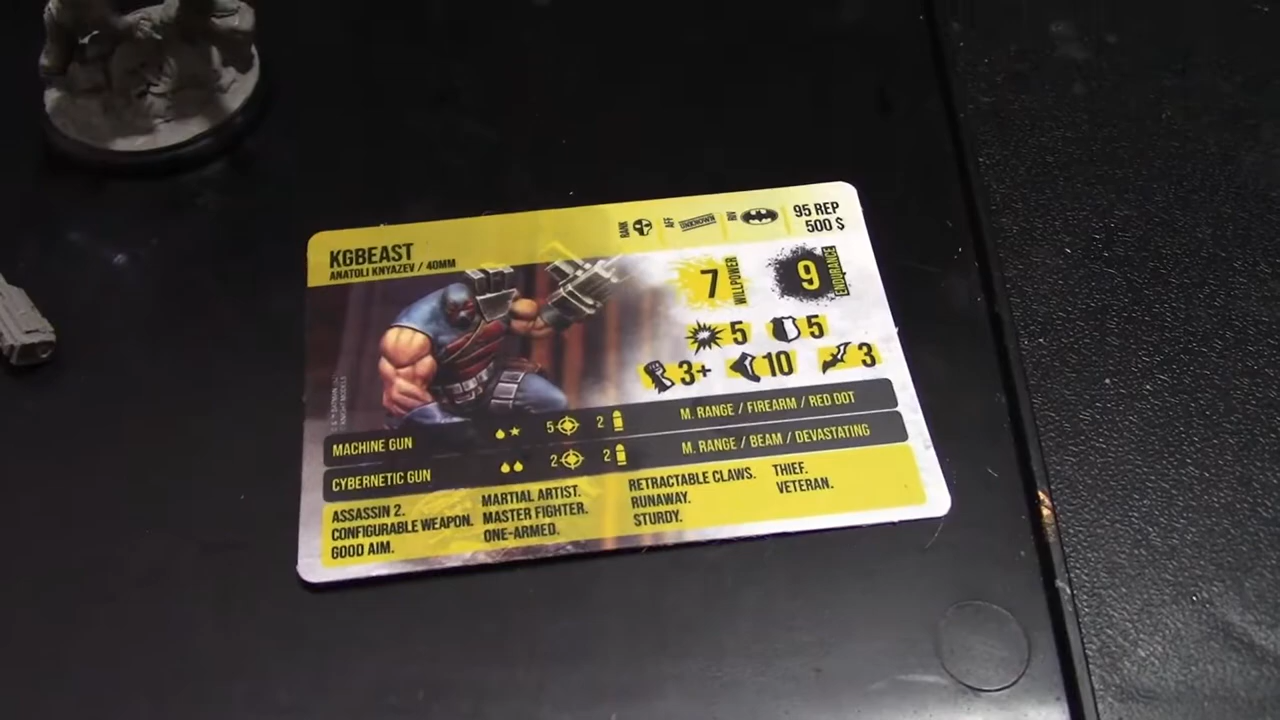 KGBEAST
ANATOLI KNYAZEV / 40MM
RANK
AFF
RIV
95 REP
500 $
7 WILLPOWER
9 ENDURANCE
5
5
3+
10
3
MACHINE GUN 5 2 M. RANGE / FIREARM / RED DOT
CYBERNETIC GUN 2 2 M. RANGE / BEAM / DEVASTATING
ASSASSIN 2.
CONFIGURABLE WEAPON.
GOOD AIM.
MARTIAL ARTIST.
MASTER FIGHTER.
ONE-ARMED.
RETRACTABLE CLAWS.
RUNAWAY.
STURDY.
THIEF.
VETERAN.